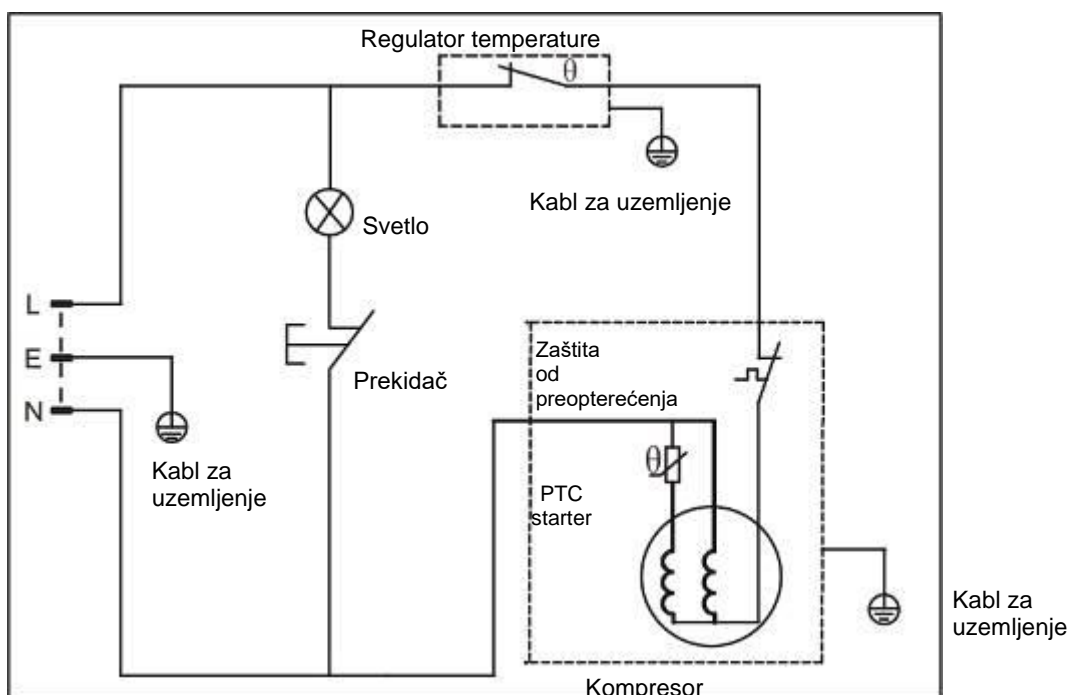 Regulator temperature
θ
Kabl za uzemljenje
Svetlo
L
E
N
Prekidač
Kabl za
uzemljenje
Zaštita
od
preopterećenja
θ
PTC
starter
Kabl za
uzemljenje
Kompresor